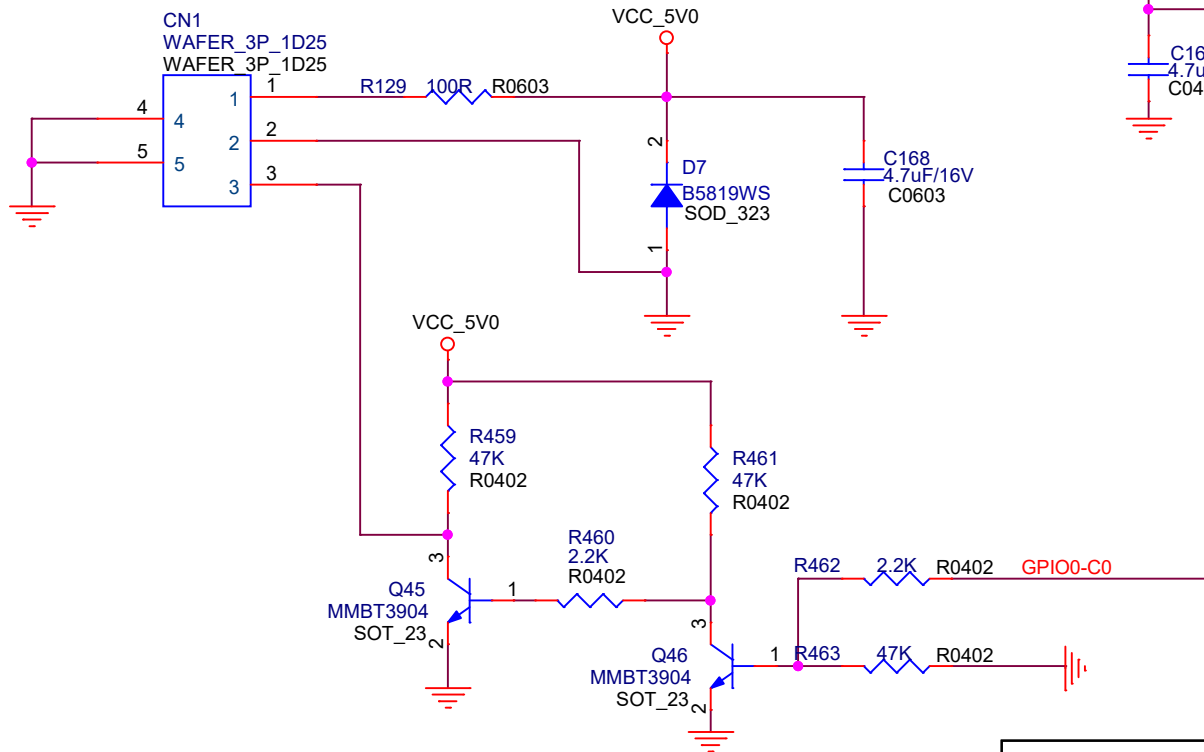 CN1
WAFER_3P_1D25
WAFER_3P_1D25
1
2
3
4
5
1
2
3
4
5
R129
100R
R0603
VCC_5V0
2
D7
B5819WS
SOD_323
1
C168
4.7uF/16V
C0603
C16
4.7u
C04
VCC_5V0
R459
47K
R0402
R461
47K
R0402
R460
2.2K
R0402
3
Q45
MMBT3904
SOT_23
1
2
3
Q46
MMBT3904
SOT_23
1
2
R462
2.2K
R0402
GPIO0-C0
R463
47K
R0402